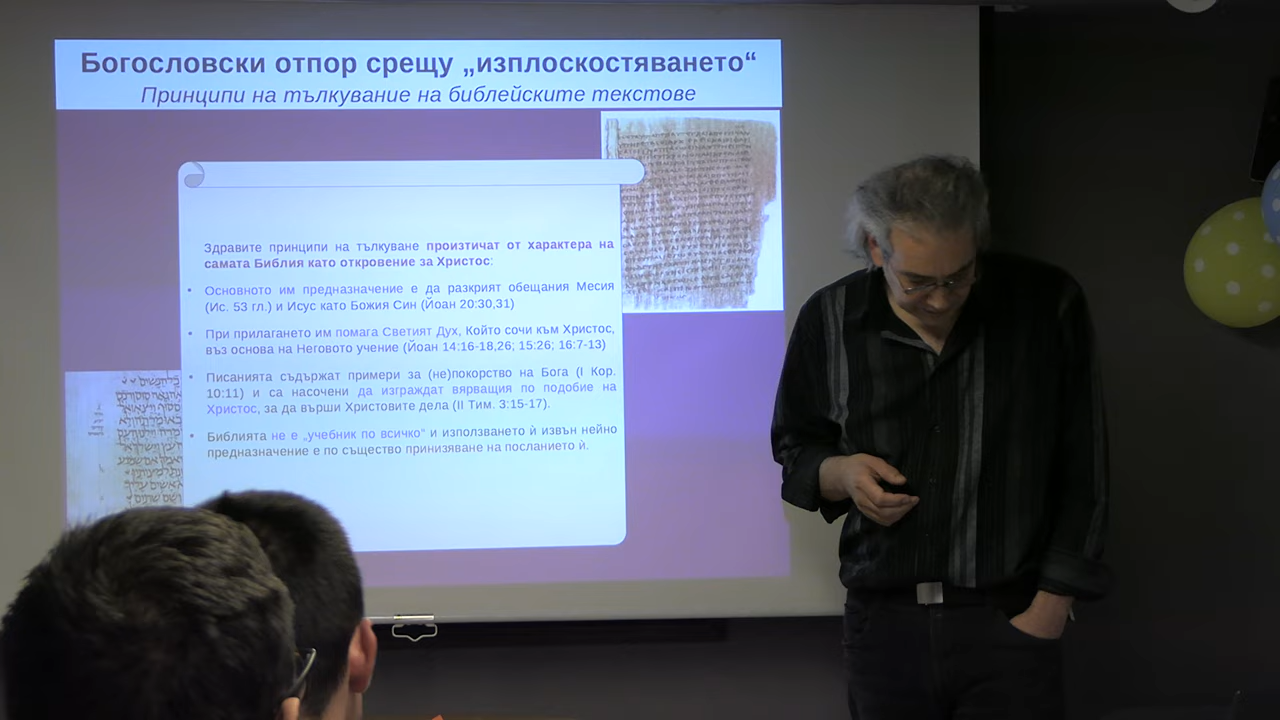 Богословски отпор срещу „изплоскостяването“
Принципи на тълкуване на библейските текстове
Здравите принципи на тълкуване произтичат от характера на
самата Библия като откровение за Христос:
• Основното им предназначение е да разкрият обещания Месия
(Ис. 53 гл.) и Исус като Божия Син (Йоан 20:30,31)
• При прилагането им помага Светият Дух, Който сочи към Христос,
въз основа на Неговото учение (Йоан 14:16-18,26; 15:26; 16:7-13)
• Писанията съдържат примери за (не)покорство на Бога (I Кор.
10:11) и са насочени да изграждат вярващия по подобие на
Христос, за да върши Христовите дела (II Тим. 3:15-17).
• Библията не е „учебник по всичко“ и използването ѝ извън нейно
предназначение е по същество принизяване на посланието ѝ.